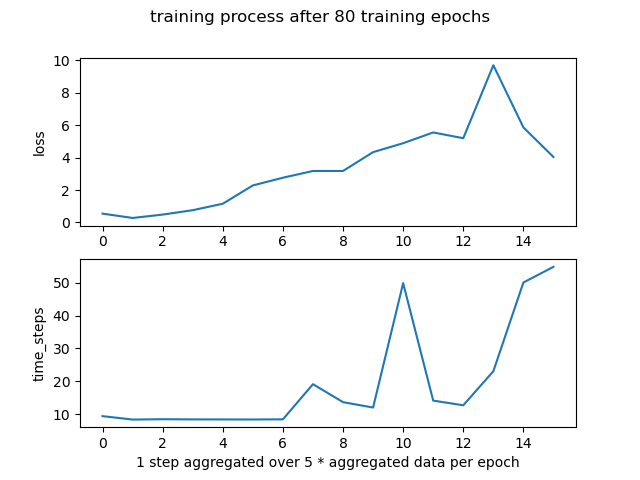 training process after 80 training epochs
10
8
6
4
2
0
loss
0 2 4 6 8 10 12 14
50
40
30
20
10
time_steps
0 2 4 6 8 10 12 14
1 step aggregated over 5 * aggregated data per epoch